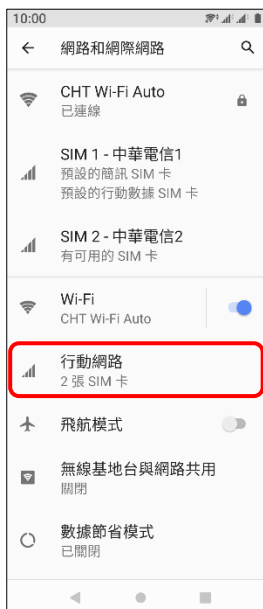 10:00
網路和網際網路
CHT Wi-Fi Auto
已連線
SIM 1 - 中華電信1
預設的簡訊 SIM 卡
預設的行動數據 SIM 卡
SIM 2 - 中華電信2
有可用的 SIM 卡
Wi-Fi
CHT Wi-Fi Auto
行動網路
2 張 SIM 卡
飛航模式
無線基地台與網路共用
關閉
數據節省模式
已關閉